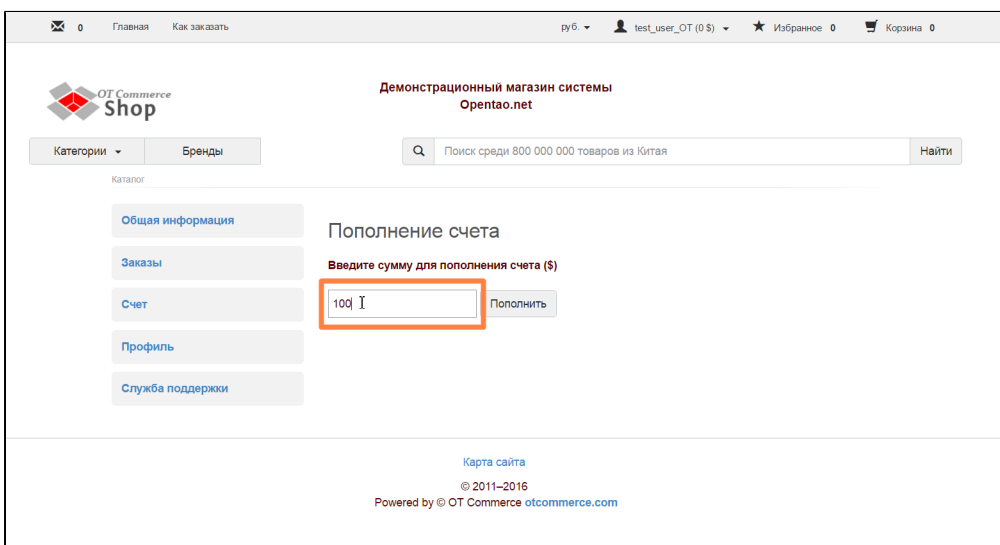 0 Главная Как заказать руб. test_user_OT (0 $) Избранное 0 Корзина 0
OT Commerce
Shop
Демонстрационный магазин системы
Opentao.net
Категории Бренды Поиск среди 800 000 000 товаров из Китая Найти
Каталог
Общая информация
Заказы
Счет
Профиль
Служба поддержки
Пополнение счета
Введите сумму для пополнения счета ($)
100 Пополнить
Карта сайта
© 2011–2016
Powered by © OT Commerce otcommerce.com